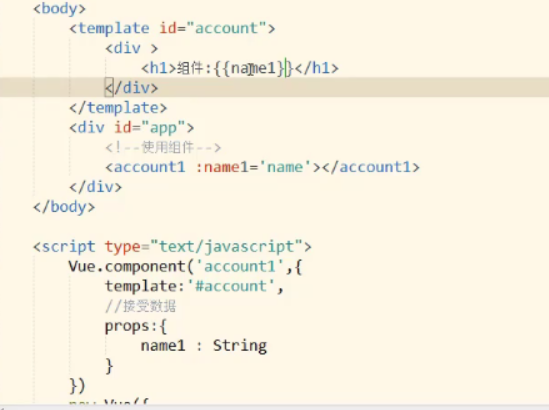 <body>
<template id="account">
<div >
<h1>组件:{{name1}}</h1>
</div>
</template>
<div id="app">
<!--使用组件-->
<account1 :name1='name'></account1>
</div>
</body>
<script type="text/javascript">
Vue.component('account1',{
template:'#account',
//接受数据
props:{
name1 : String
}
})
new Vue({